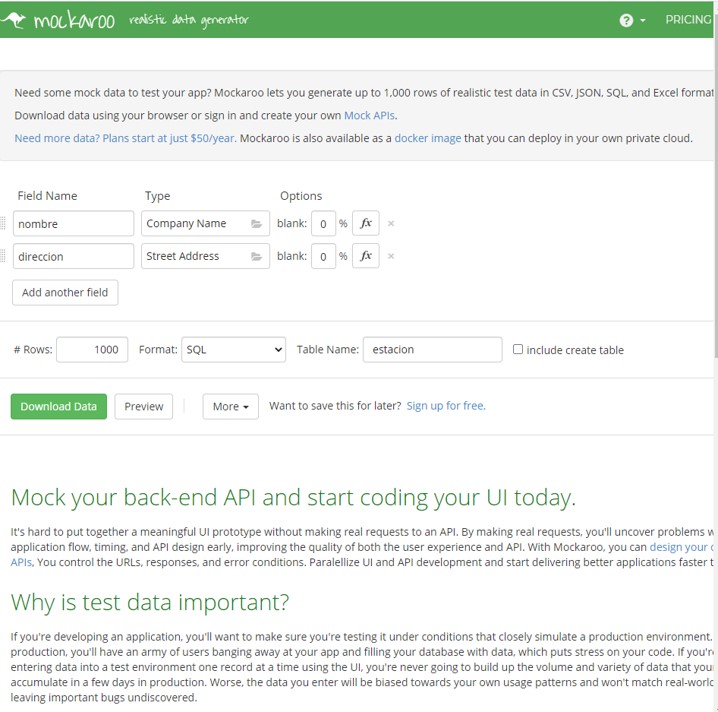 mockaroo realistic data generator ? PRICING
Need some mock data to test your app? Mockaroo lets you generate up to 1,000 rows of realistic test data in CSV, JSON, SQL, and Excel format
Download data using your browser or sign in and create your own Mock APIs.
Need more data? Plans start at just $50/year. Mockaroo is also available as a docker image that you can deploy in your own private cloud.
Field Name Type Options
nombre Company Name blank: 0 % fx ×
direccion Street Address blank: 0 % fx ×
Add another field
# Rows: 1000 Format: SQL Table Name: estacion include create table
Download Data Preview More Want to save this for later? Sign up for free.
Mock your back-end API and start coding your UI today.
It's hard to put together a meaningful UI prototype without making real requests to an API. By making real requests, you'll uncover problems w
application flow, timing, and API design early, improving the quality of both the user experience and API. With Mockaroo, you can design your
APIs, You control the URLs, responses, and error conditions. Paralellize UI and API development and start delivering better applications faster
Why is test data important?
If you're developing an application, you'll want to make sure you're testing it under conditions that closely simulate a production environment.
production, you'll have an army of users banging away at your app and filling your database with data, which puts stress on your code. If you're
entering data into a test environment one record at a time using the UI, you're never going to build up the volume and variety of data that your
accumulate in a few days in production. Worse, the data you enter will be biased towards your own usage patterns and won't match real-world
leaving important bugs undiscovered.